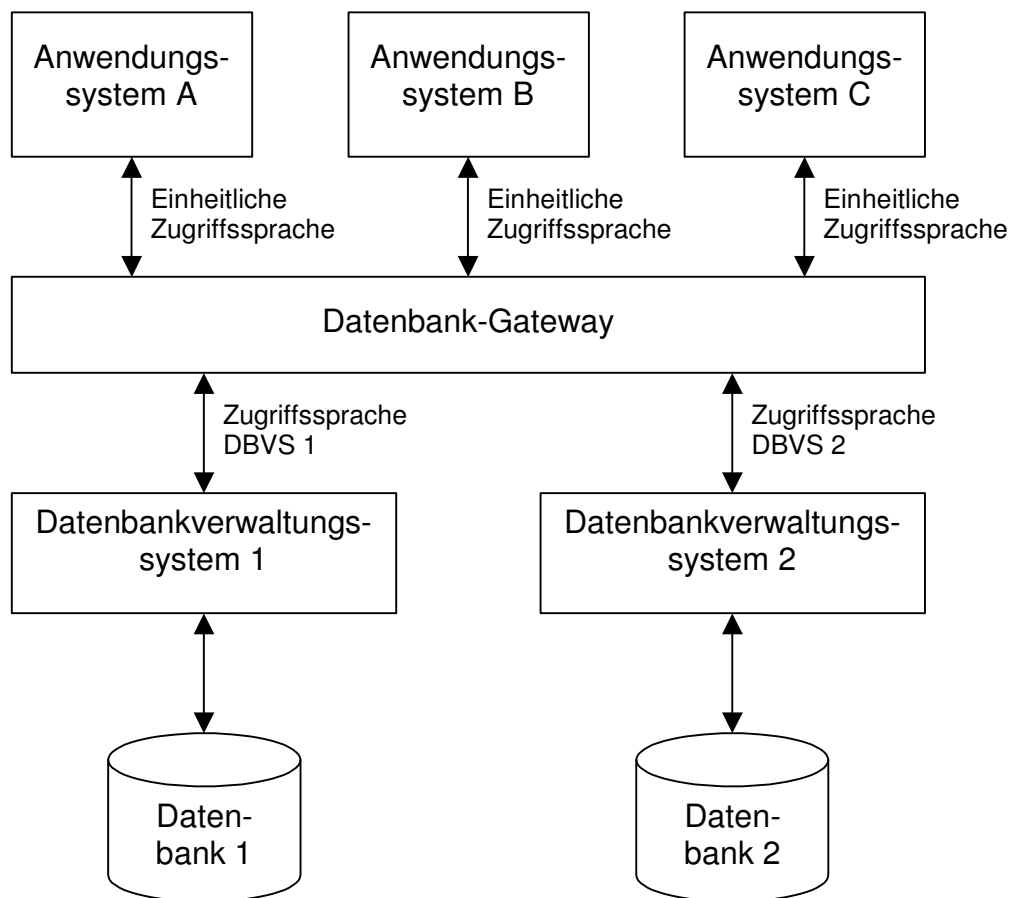 Anwendungs-
system A
Anwendungs-
system B
Anwendungs-
system C
Einheitliche
Zugriffssprache
Einheitliche
Zugriffssprache
Einheitliche
Zugriffssprache
Datenbank-Gateway
Zugriffssprache
DBVS 1
Zugriffssprache
DBVS 2
Datenbankverwaltungs-
system 1
Datenbankverwaltungs-
system 2
Daten-
bank 1
Daten-
bank 2